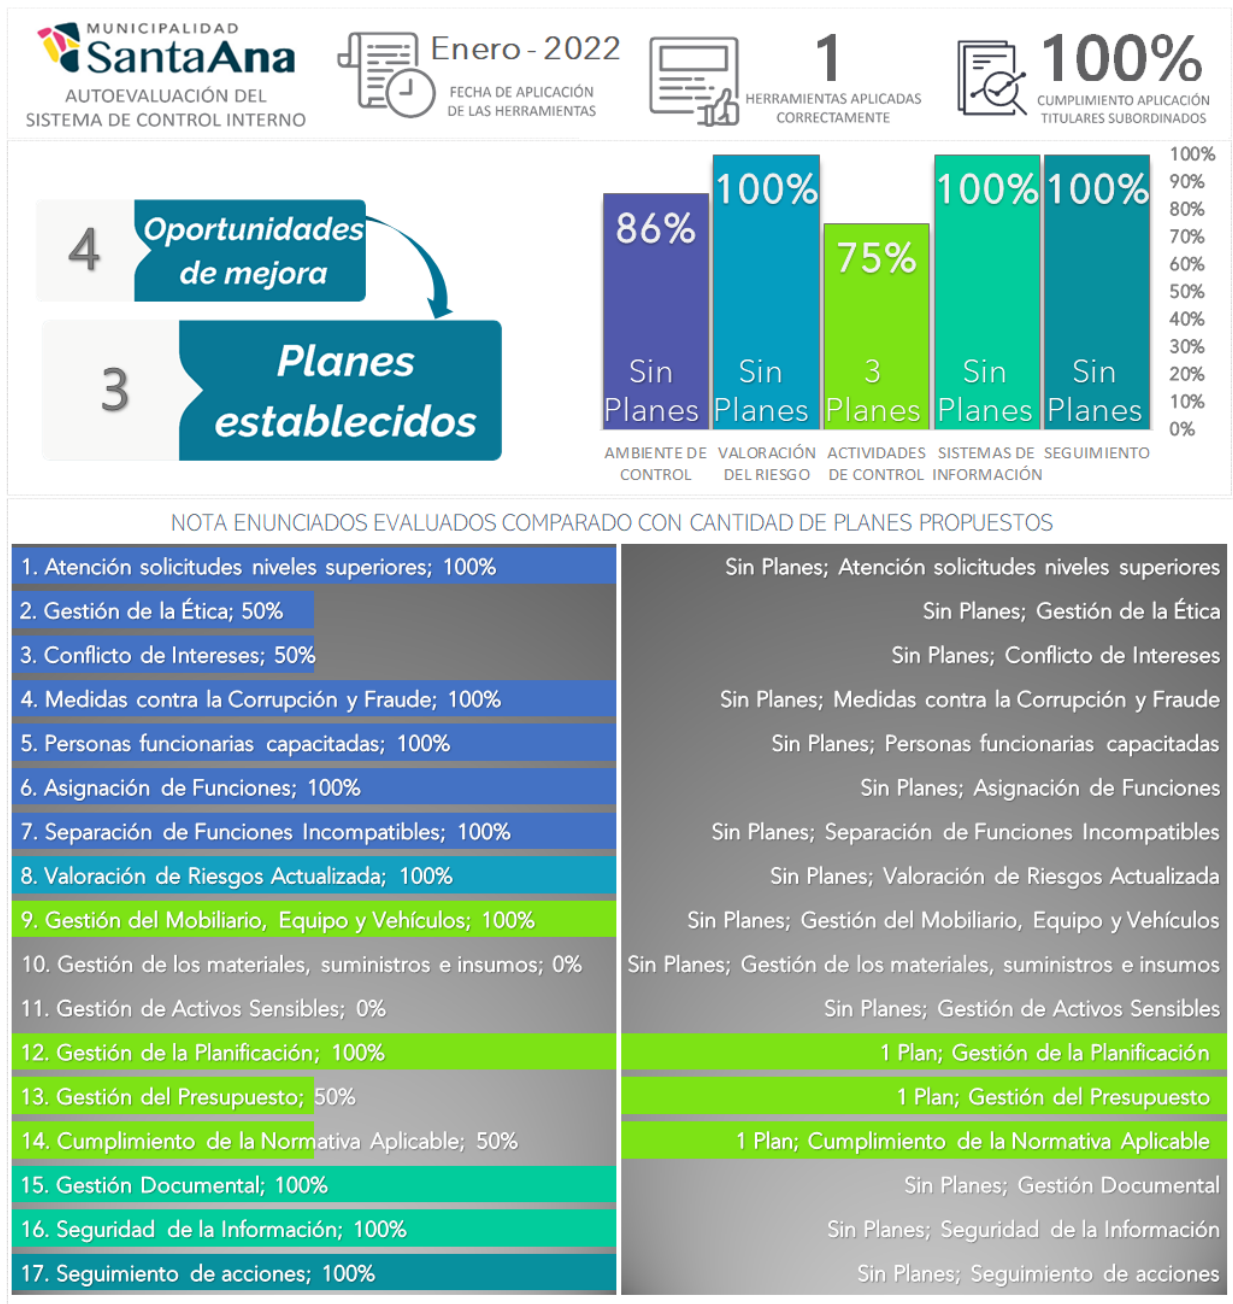 MUNICIPALIDAD
SantaAna
AUTOEVALUACIÓN DEL
SISTEMA DE CONTROL INTERNO
Enero - 2022
FECHA DE APLICACIÓN
DE LAS HERRAMIENTAS
1
HERRAMIENTAS APLICADAS
CORRECTAMENTE
100%
CUMPLIMIENTO APLICACIÓN
TITULARES SUBORDINADOS
4
Oportunidades
de mejora
3
Planes
establecidos
86%
100%
75%
100%
100%
Sin
Planes
Sin
Planes
3
Planes
Sin
Planes
Sin
Planes
100%
90%
80%
70%
60%
50%
40%
30%
20%
10%
0%
AMBIENTE DE
CONTROL
VALORACIÓN
DEL RIESGO
ACTIVIDADES
DE CONTROL
SISTEMAS DE
INFORMACIÓN
SEGUIMIENTO
NOTA ENUNCIADOS EVALUADOS COMPARADO CON CANTIDAD DE PLANES PROPUESTOS
1. Atención solicitudes niveles superiores; 100%
Sin Planes; Atención solicitudes niveles superiores
2. Gestión de la Ética; 50%
Sin Planes; Gestión de la Ética
3. Conflicto de Intereses; 50%
Sin Planes; Conflicto de Intereses
4. Medidas contra la Corrupción y Fraude; 100%
Sin Planes; Medidas contra la Corrupción y Fraude
5. Personas funcionarias capacitadas; 100%
Sin Planes; Personas funcionarias capacitadas
6. Asignación de Funciones; 100%
Sin Planes; Asignación de Funciones
7. Separación de Funciones Incompatibles; 100%
Sin Planes; Separación de Funciones Incompatibles
8. Valoración de Riesgos Actualizada; 100%
Sin Planes; Valoración de Riesgos Actualizada
9. Gestión del Mobiliario, Equipo y Vehículos; 100%
Sin Planes; Gestión del Mobiliario, Equipo y Vehículos
10. Gestión de los materiales, suministros e insumos; 0%
Sin Planes; Gestión de los materiales, suministros e insumos
11. Gestión de Activos Sensibles; 0%
Sin Planes; Gestión de Activos Sensibles
12. Gestión de la Planificación; 100%
1 Plan; Gestión de la Planificación
13. Gestión del Presupuesto; 50%
1 Plan; Gestión del Presupuesto
14. Cumplimiento de la Normativa Aplicable; 50%
1 Plan; Cumplimiento de la Normativa Aplicable
15. Gestión Documental; 100%
Sin Planes; Gestión Documental
16. Seguridad de la Información; 100%
Sin Planes; Seguridad de la Información
17. Seguimiento de acciones; 100%
Sin Planes; Seguimiento de acciones